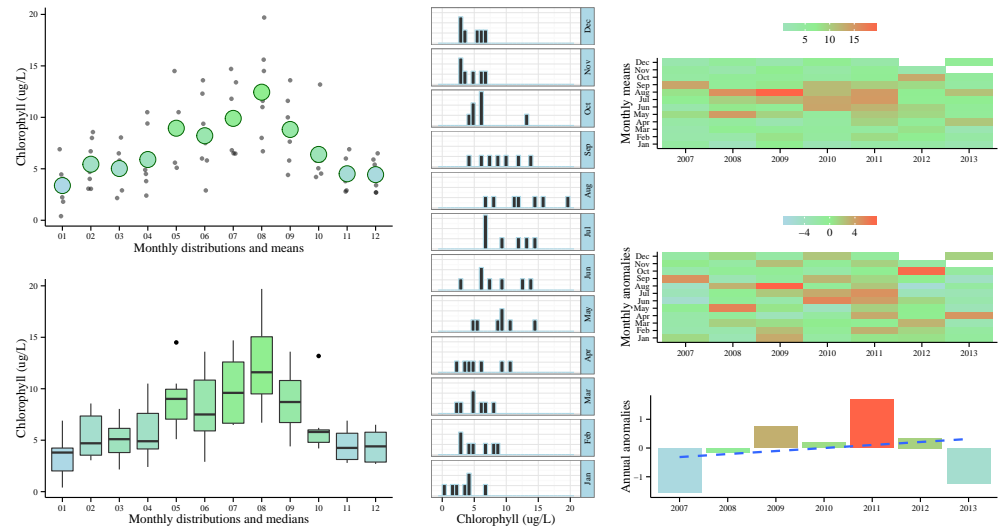 20
15
10
5
0
Chlorophyll (ug/L)
01 02 03 04 05 06 07 08 09 10 11 12
Monthly distributions and means
20
15
10
5
0
Chlorophyll (ug/L)
01 02 03 04 05 06 07 08 09 10 11 12
Monthly distributions and medians
Dec
Nov
Oct
Sep
Aug
Jul
Jun
May
Apr
Mar
Feb
Jan
0 5 10 15 20
Chlorophyll (ug/L)
5 10 15
Monthly means
Dec
Nov
Oct
Sep
Aug
Jul
Jun
May
Apr
Mar
Feb
Jan
2007 2008 2009 2010 2011 2012 2013
−4 0 4
Monthly anomalies
Dec
Nov
Oct
Sep
Aug
Jul
Jun
May
Apr
Mar
Feb
Jan
2007 2008 2009 2010 2011 2012 2013
Annual anomalies
1
0
−1
2007 2008 2009 2010 2011 2012 2013